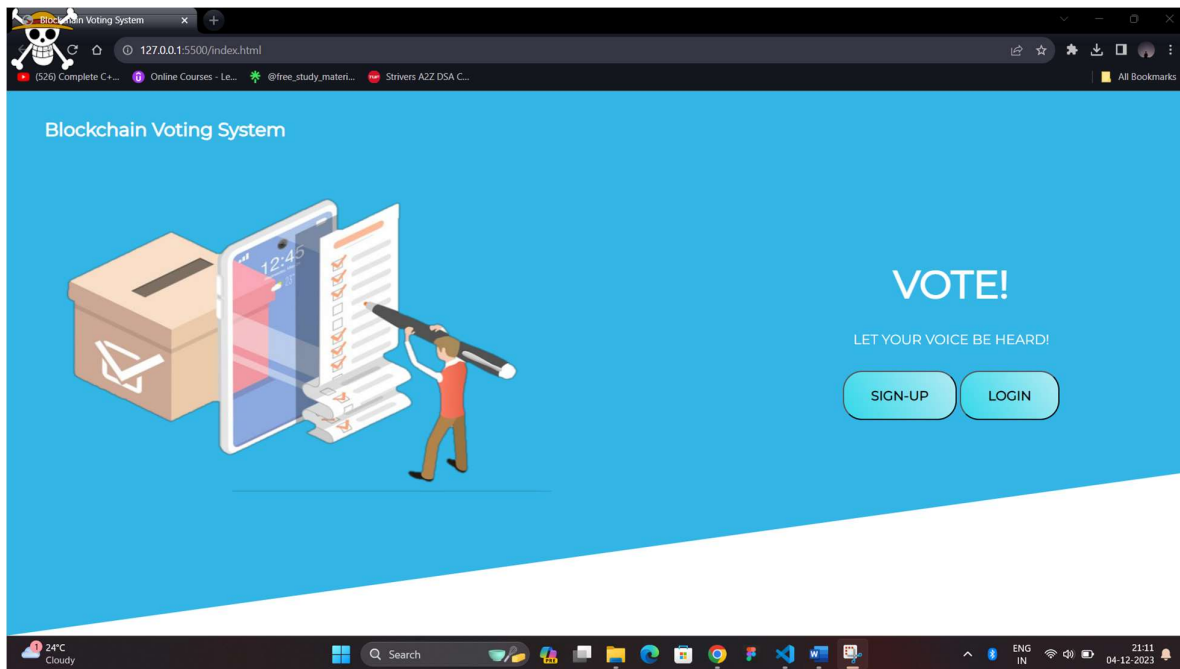 Blockchain Voting System
127.0.0.1:5500/index.html
(526) Complete C+...
Online Courses - Le...
@free_study_materi...
Strivers A2Z DSA C...
All Bookmarks
Blockchain Voting System
12:45
VOTE!
LET YOUR VOICE BE HEARD!
SIGN-UP
LOGIN
1
24°C
Cloudy
Search
PRE
ENG
IN
21:11
04-12-2023